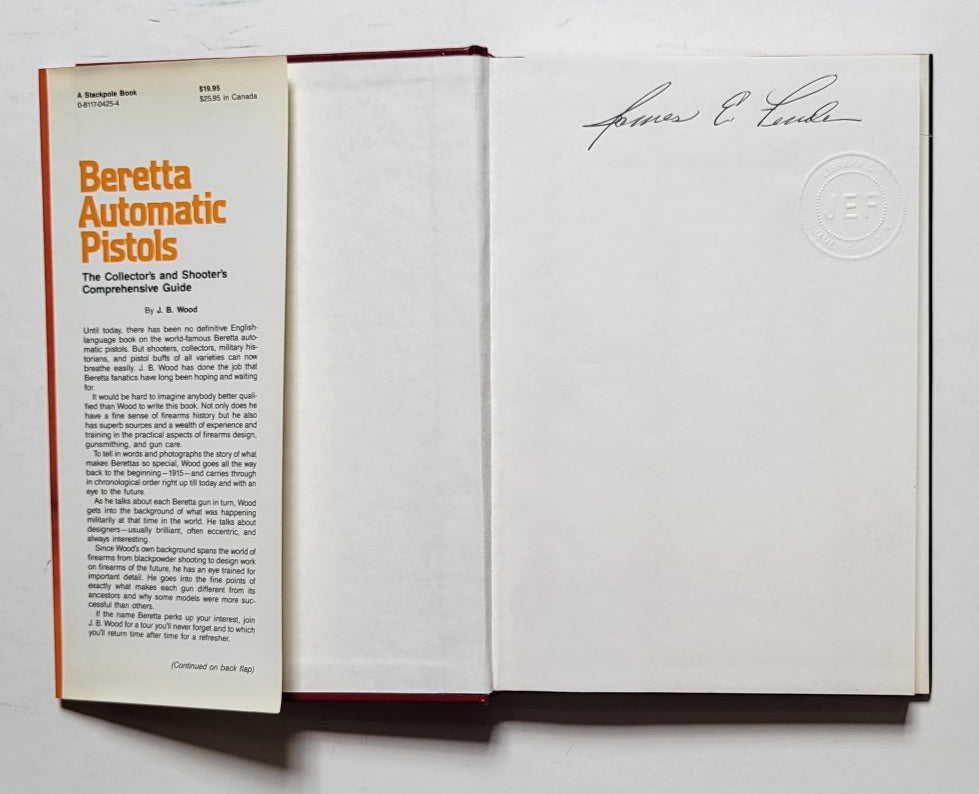 A Stackpole Book
0-8117-0425-4
$19.95
$25.95 in Canada
Beretta
Automatic
Pistols
The Collector's and Shooter's
Comprehensive Guide
By J. B. Wood
Until today, there has been no definitive English-
language book on the world-famous Beretta auto-
matic pistols. But shooters, collectors, military his-
torians, and pistol buffs of all varieties can now
breathe easily. J. B. Wood has done the job that
Beretta fanatics have long been hoping and waiting
for.
It would be hard to imagine anybody better quali-
fied than Wood to write this book. Not only does he
have a fine sense of firearms history but he also
has superb sources and a wealth of experience and
training in the practical aspects of firearms design,
gunsmithing, and gun care.
To tell in words and photographs the story of what
makes Berettas so special, Wood goes all the way
back to the beginning—1915—and carries through
in chronological order right up till today and with an
eye to the future.
As he talks about each Beretta gun in turn, Wood
gets into the background of what was happening
militarily at that time in the world. He talks about
designers—usually brilliant, often eccentric, and
always interesting.
Since Wood's own background spans the world of
firearms from blackpowder shooting to design work
on firearms of the future, he has an eye trained for
important detail. He goes into the fine points of
exactly what makes each gun different from its
ancestors and why some models were more suc-
cessful than others.
If the name Beretta perks up your interest, join
J. B. Wood for a tour you'll never forget and to which
you'll return time after time for a refresher.
(Continued on back flap)
James E.
LIBRARY OF
JEF